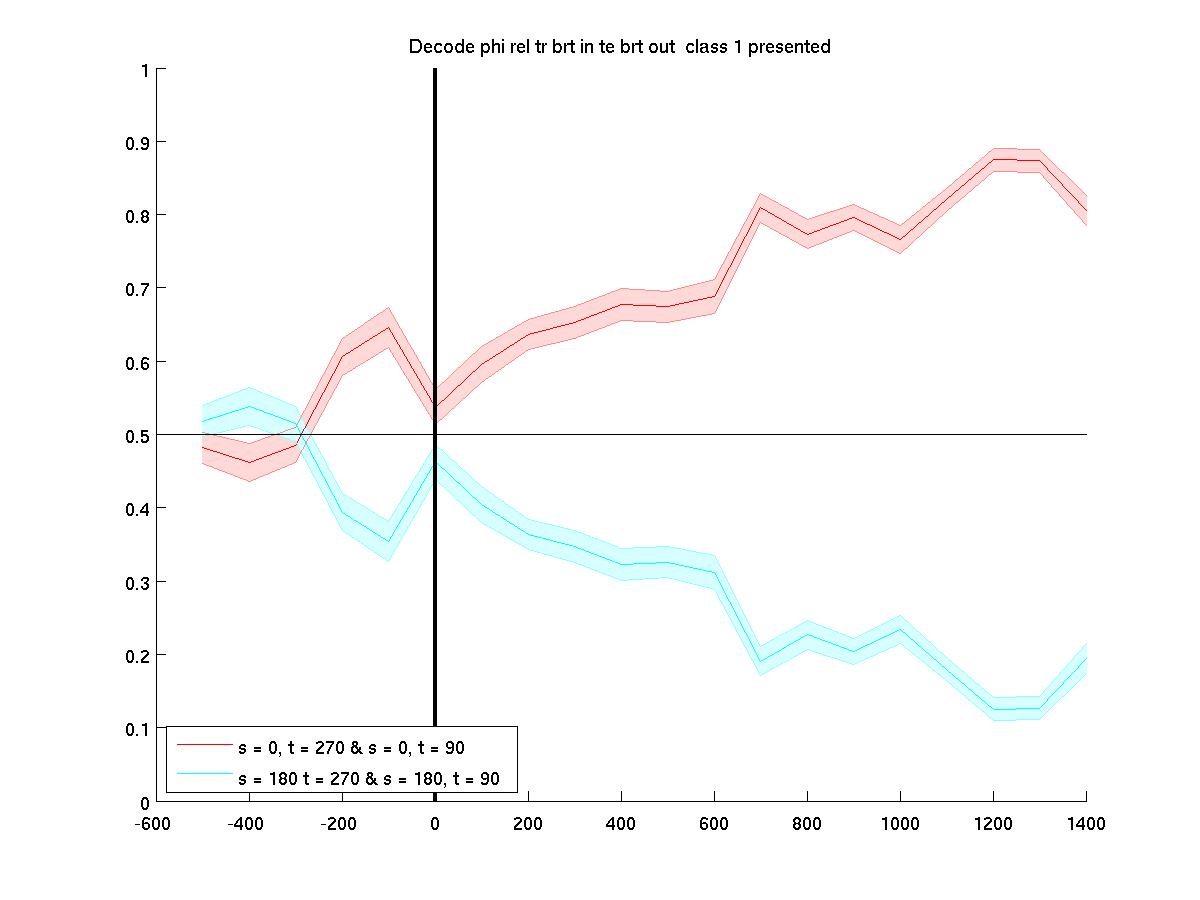 Decode phi rel tr brt in te brt out  class 1 presented
1
0.9
0.8
0.7
0.6
0.5
0.4
0.3
0.2
0.1
0
s = 0, t = 270 & s = 0, t = 90
s = 180 t = 270 & s = 180, t = 90
-600 -400 -200 0 200 400 600 800 1000 1200 1400